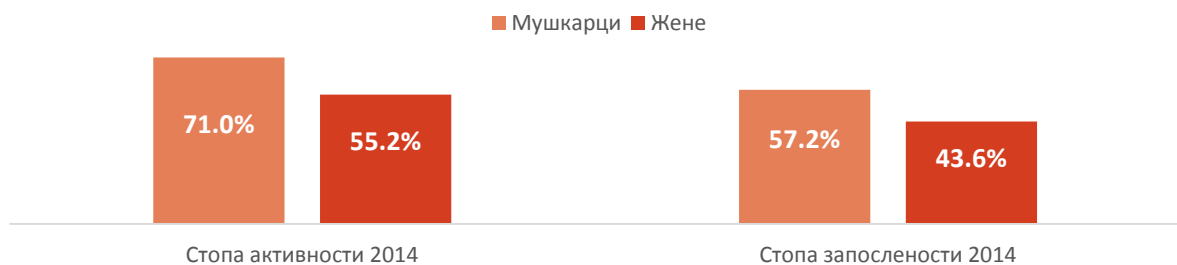 Мушкарци Жене
71.0%
55.2%
57.2%
43.6%
Стопа активности 2014
Стопа запослености 2014